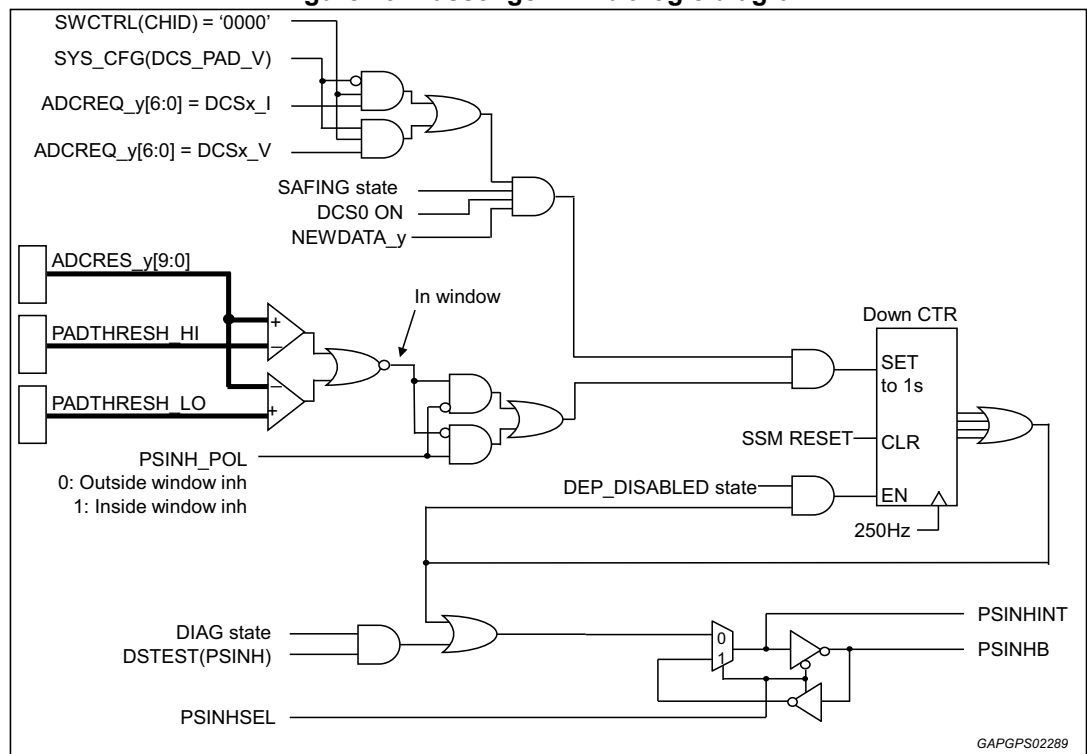 SWCTRL(CHID) = ‘0000’
SYS_CFG(DCS_PAD_V)
ADCREQ_y[6:0] = DCSx_I
ADCREQ_y[6:0] = DCSx_V
SAFING state
DCS0 ON
NEWDATA_y
ADCRES_y[9:0]
In window
PADTHRESH_HI
Down CTR
+
−
SET
to 1s
PADTHRESH_LO
−
+
SSM RESET
CLR
PSINH_POL
0: Outside window inh
1: Inside window inh
DEP_DISABLED state
EN
250Hz
DIAG state
DSTEST(PSINH)
0
1
PSINHINT
PSINHB
PSINHSEL
GAPGPS02289